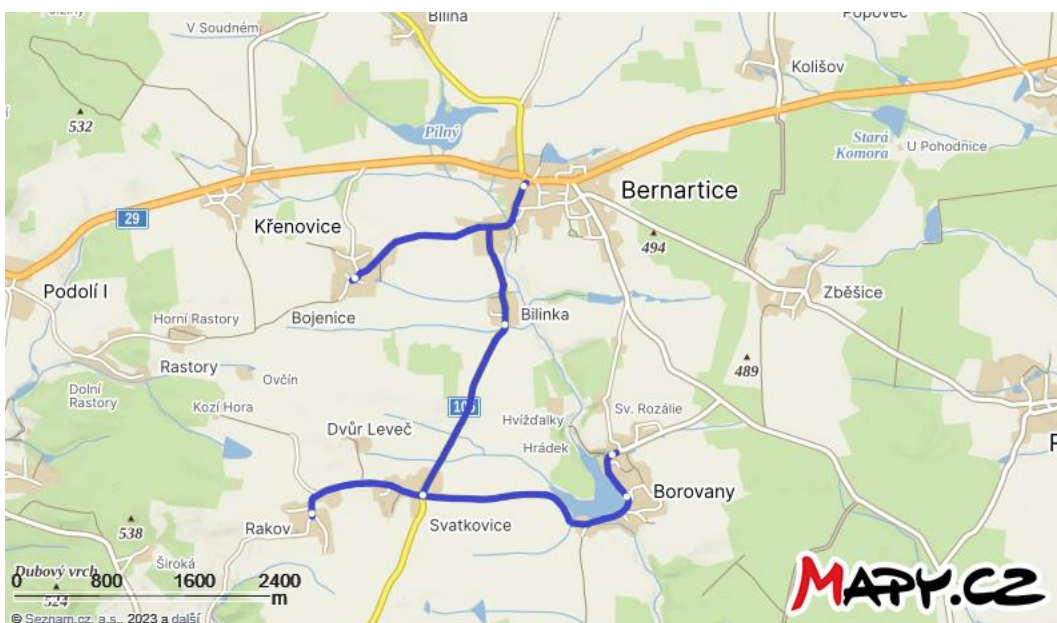 Bilina
V Soudném
Popovec
Kolišov
532
Pilný
Stará
Komora
U Pohodnice
Bernartice
29
Křenovice
494
Podolí I
Zběšice
Horní Rastory
Bojenice
Bilinka
Rastory
489
Ovčín
Dolní
Rastory
Kozí Hora
105
Hvížďalky
Sv. Rozálie
Dvůr Leveč
Hrádek
Borovany
Svatkovice
Rakov
538
Široká
Dubový vrch
524
0 800 1600 2400
m
MAPY.CZ
© Seznam.cz, a.s., 2023 a další